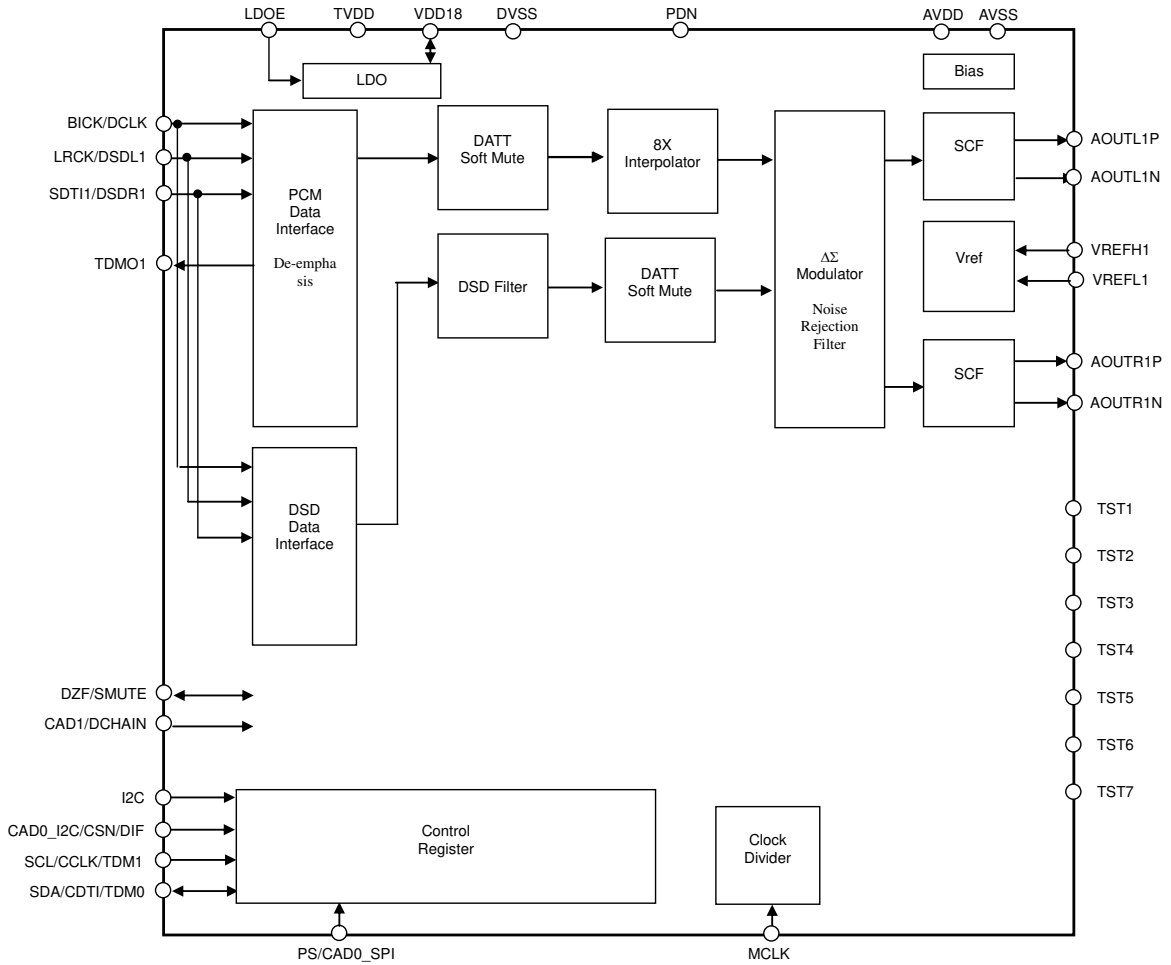 LDOE
TVDD
VDD18
DVSS
PDN
AVDD
AVSS
LDO
Bias
BICK/DCLK
LRCK/DSDL1
SDTI1/DSDR1
TDMO1
PCM
Data
Interface
De-empha
sis
DATT
Soft Mute
8X
Interpolator
DSD Filter
DATT
Soft Mute
ΔΣ
Modulator
Noise
Rejection
Filter
SCF
Vref
SCF
AOUTL1P
AOUTL1N
VREFH1
VREFL1
AOUTR1P
AOUTR1N
DSD
Data
Interface
TST1
TST2
TST3
TST4
TST5
TST6
TST7
DZF/SMUTE
CAD1/DCHAIN
I2C
CAD0_I2C/CSN/DIF
SCL/CCLK/TDM1
SDA/CDTI/TDM0
Control
Register
Clock
Divider
PS/CAD0_SPI
MCLK